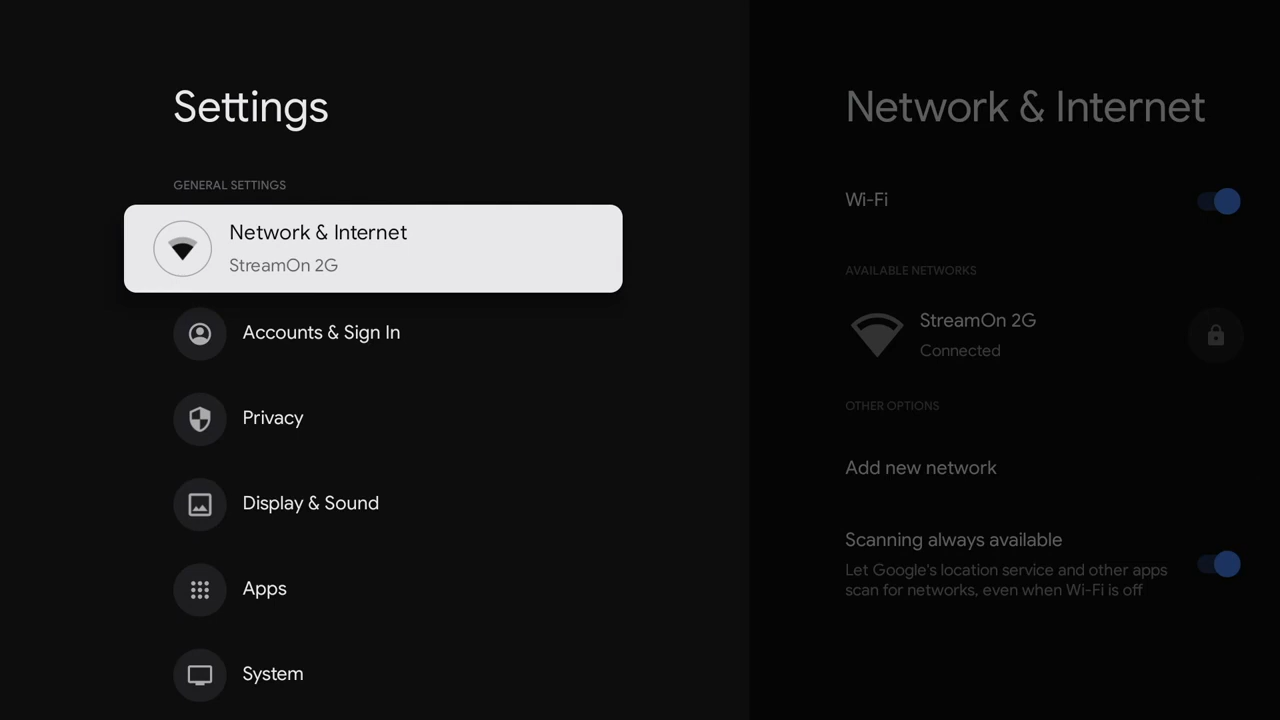 Settings
GENERAL SETTINGS
Network & Internet
StreamOn 2G
Accounts & Sign In
Privacy
Display & Sound
Apps
System
Network & Internet
Wi-Fi
AVAILABLE NETWORKS
StreamOn 2G
Connected
OTHER OPTIONS
Add new network
Scanning always available
Let Google's location service and other apps
scan for networks, even when Wi-Fi is off